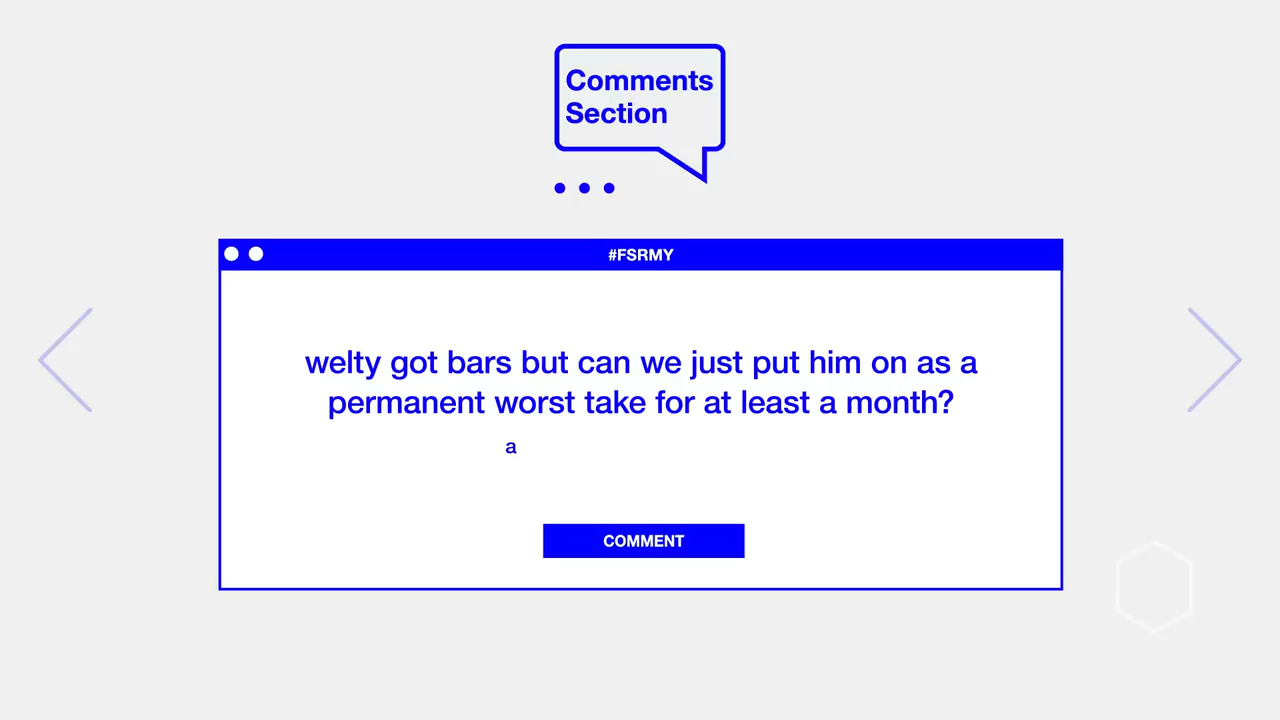 Comments
Section
#FSRMY
welty got bars but can we just put him on as a
permanent worst take for at least a month?
a
COMMENT